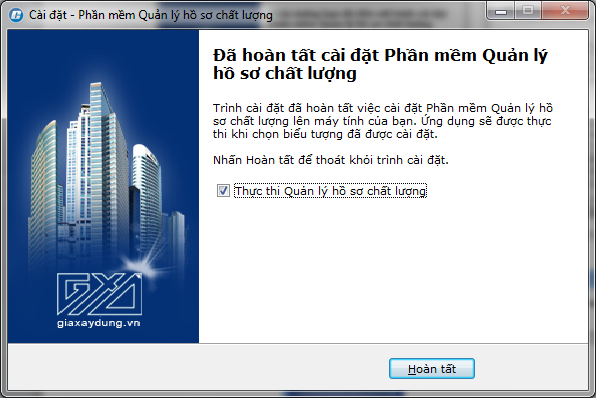 Cài đặt - Phần mềm Quản lý hồ sơ chất lượng
Đã hoàn tất cài đặt Phần mềm Quản lý
hồ sơ chất lượng
Trình cài đặt đã hoàn tất việc cài đặt Phần mềm Quản lý hồ
sơ chất lượng lên máy tính của bạn. Ứng dụng sẽ được thực
thi khi chọn biểu tượng đã được cài đặt.
Nhấn Hoàn tất để thoát khỏi trình cài đặt.
Thực thi Quản lý hồ sơ chất lượng
GXD
giaxaydung.vn
Hoàn tất